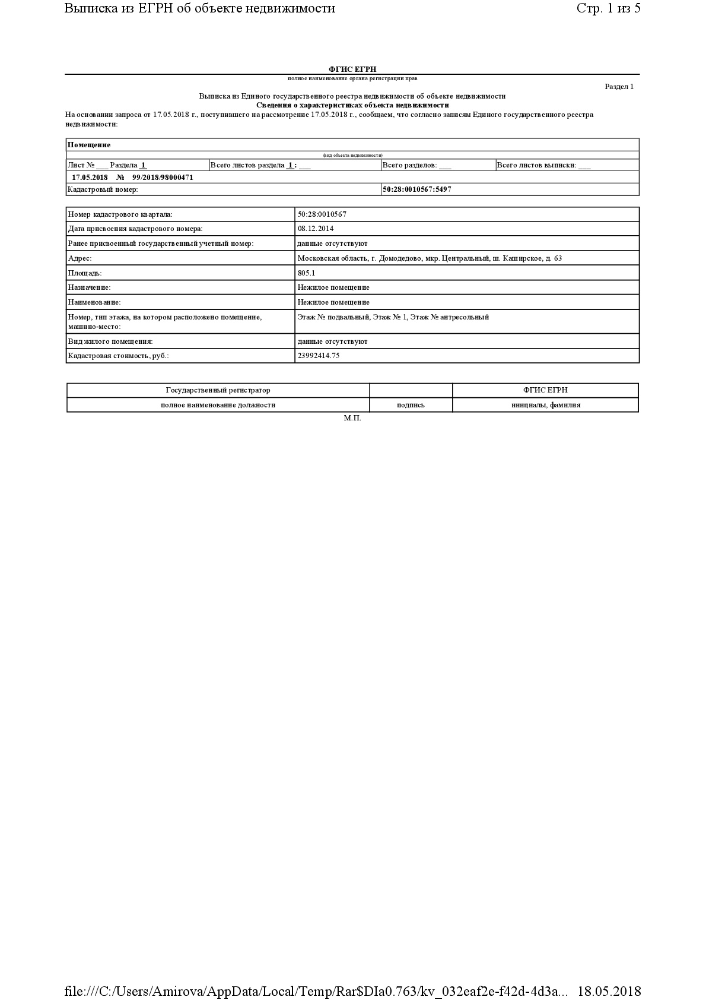 Выписка из ЕГРН об объекте недвижимости Стр. 1 из 5
ФГИС ЕГРН
полное наименование органа регистрации прав
Раздел 1
Выписка из Единого государственного реестра недвижимости об объекте недвижимости
Сведения о характеристиках объекта недвижимости
На основании запроса от 17.05.2018 г., поступившего на рассмотрение 17.05.2018 г., сообщаем, что согласно записям Единого государственного реестра
недвижимости:
Помещение
(вид объекта недвижимости)
Лист № ___ Раздела 1 Всего листов раздела 1 : ___ Всего разделов: ___ Всего листов выписки: ___
17.05.2018 № 99/2018/98000471
Кадастровый номер: 50:28:0010567:5497
Номер кадастрового квартала: 50:28:0010567
Дата присвоения кадастрового номера: 08.12.2014
Ранее присвоенный государственный учетный номер: данные отсутствуют
Адрес: Московская область, г. Домодедово, мкр. Центральный, ш. Каширское, д. 63
Площадь: 805.1
Назначение: Нежилое помещение
Наименование: Нежилое помещение
Номер, тип этажа, на котором расположено помещение, Этаж № подвальный, Этаж № 1, Этаж № антресольный
машино-место:
Вид жилого помещения: данные отсутствуют
Кадастровая стоимость, руб.: 23992414.75
Государственный регистратор ФГИС ЕГРН
полное наименование должности подпись инициалы, фамилия
М.П.
file:///C:/Users/Amirova/AppData/Local/Temp/Rar$DIa0.763/kv_032eaf2e-f42d-4d3a... 18.05.2018